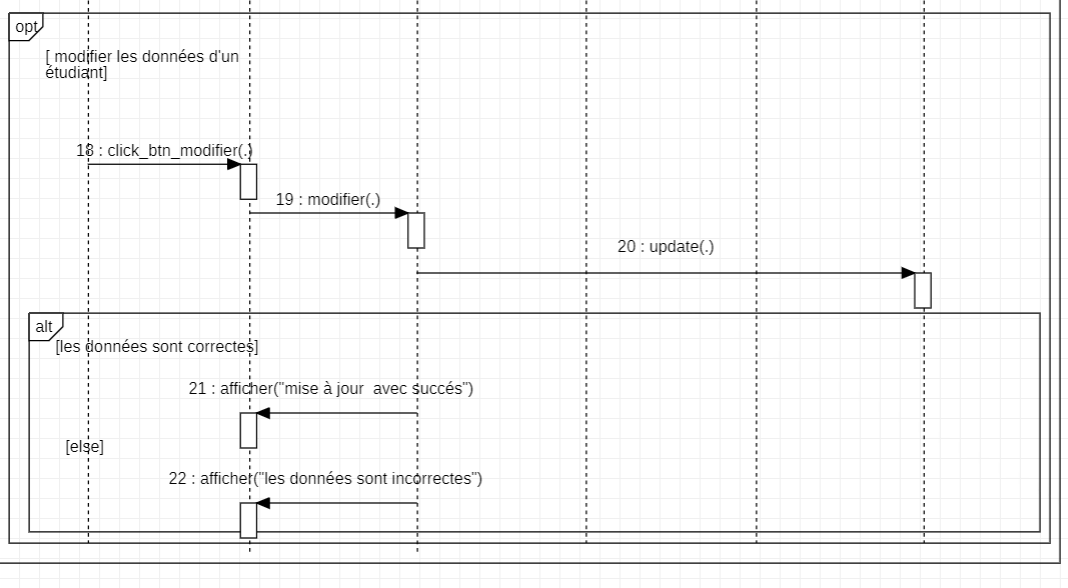 opt
[ modifier les données d'un
étudiant]
18 : click_btn_modifier(.)
19 : modifier(.)
20 : update(.)
alt
[les données sont correctes]
21 : afficher("mise à jour  avec succés")
[else]
22 : afficher("les données sont incorrectes")